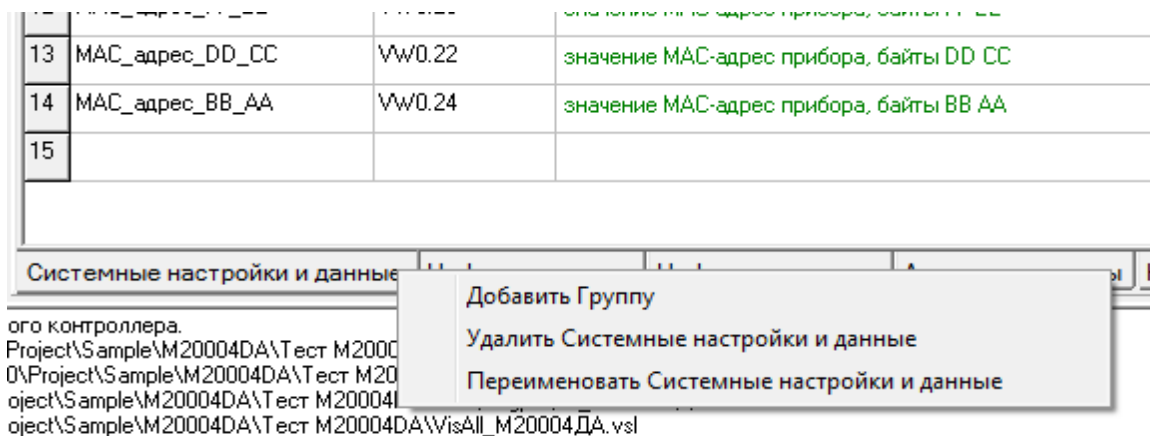 13 MAC_адрес_DD_CC VW0.22 значение MAC-адрес прибора, байты DD CC
14 MAC_адрес_BB_AA VW0.24 значение MAC-адрес прибора, байты BB AA
15
Системные настройки и данные
Добавить Группу
Удалить Системные настройки и данные
Переименовать Системные настройки и данные
ого контроллера.
Project\Sample\M20004DA\Тест M2000
0\Project\Sample\M20004DA\Тест M20
oject\Sample\M20004DA\Тест M20004
oject\Sample\M20004DA\Тест M20004DA\VisAll_M20004ДА.vsl